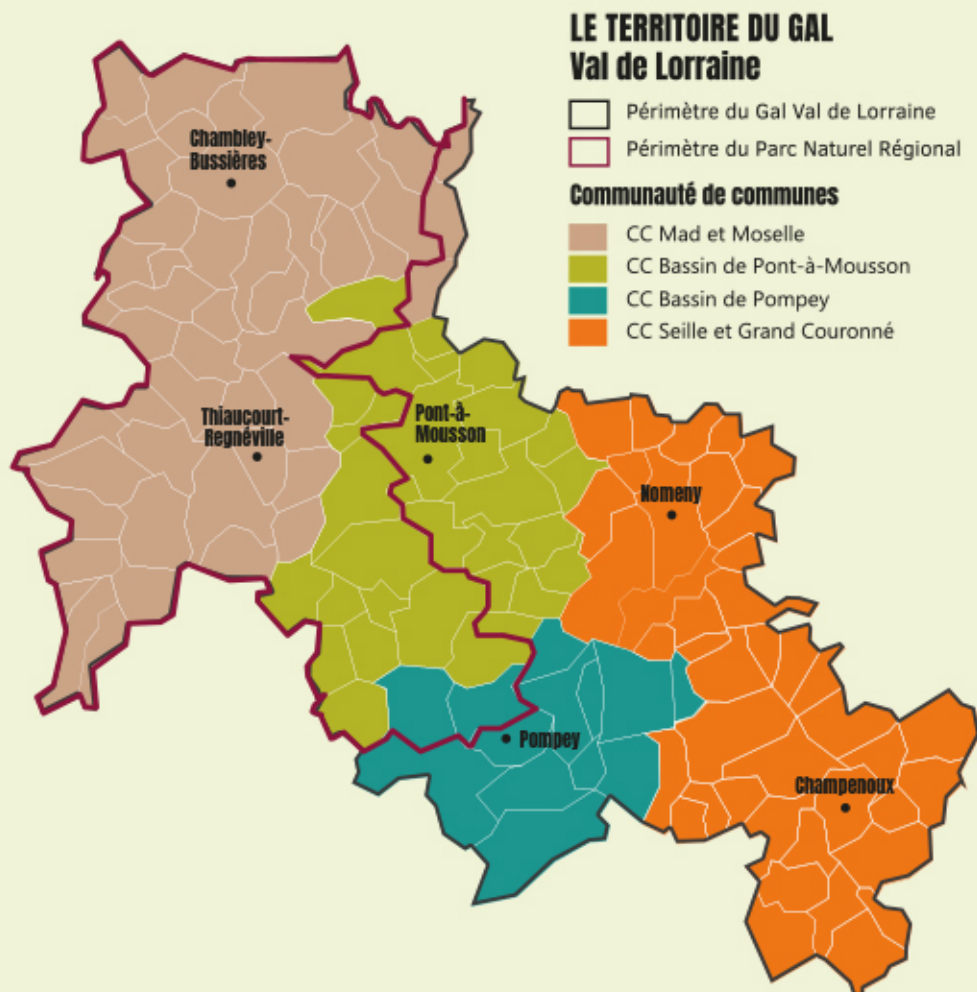 LE TERRITOIRE DU GAL
Val de Lorraine
Périmètre du Gal Val de Lorraine
Périmètre du Parc Naturel Régional
Communauté de communes
CC Mad et Moselle
CC Bassin de Pont-à-Mousson
CC Bassin de Pompey
CC Seille et Grand Couronné
Chambley-
Bussières
Thiaucourt-
Regnéville
Pont-à-
Mousson
Nomeny
Pompey
Champenoux